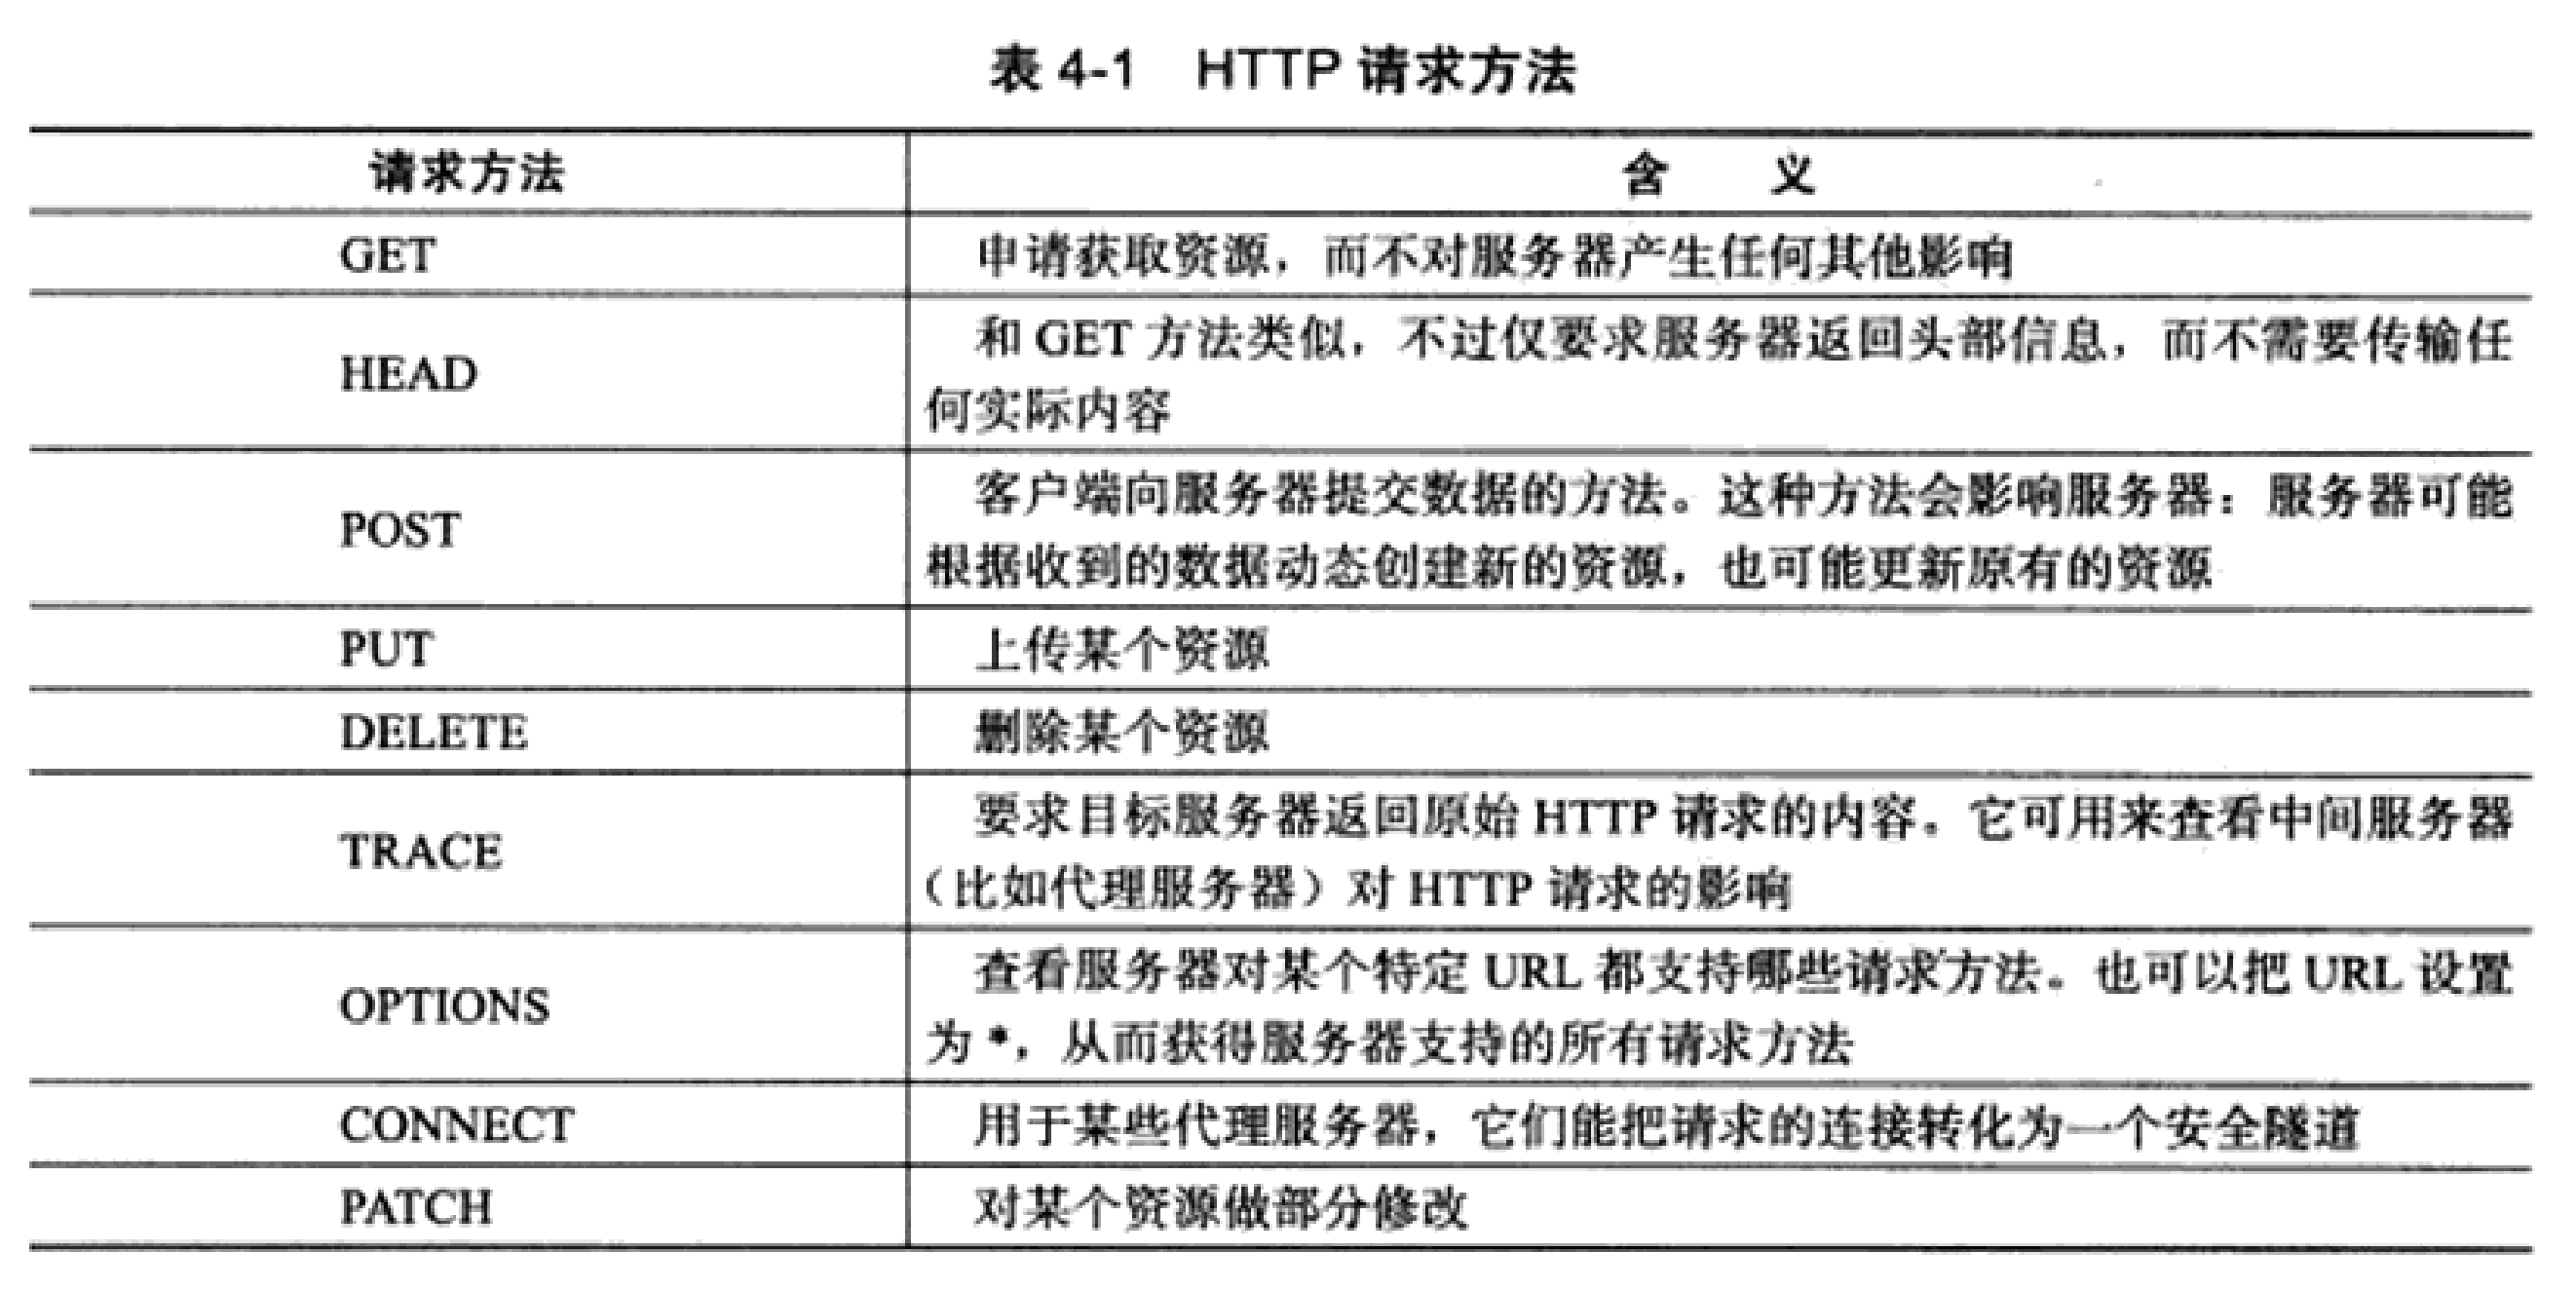 表 4-1 HTTP 请求方法
请求方法 含 义
GET 申请获取资源，而不对服务器产生任何其他影响
HEAD 和 GET 方法类似，不过仅要求服务器返回头部信息，而不需要传输任
何实际内容
POST 客户端向服务器提交数据的方法。这种方法会影响服务器：服务器可能
根据收到的数据动态创建新的资源，也可能更新原有的资源
PUT 上传某个资源
DELETE 删除某个资源
TRACE 要求目标服务器返回原始 HTTP 请求的内容。它可用来查看中间服务器
（比如代理服务器）对 HTTP 请求的影响
OPTIONS 查看服务器对某个特定 URL 都支持哪些请求方法。也可以把 URL 设置
为 *，从而获得服务器支持的所有请求方法
CONNECT 用于某些代理服务器，它们能把请求的连接转化为一个安全隧道
PATCH 对某个资源做部分修改